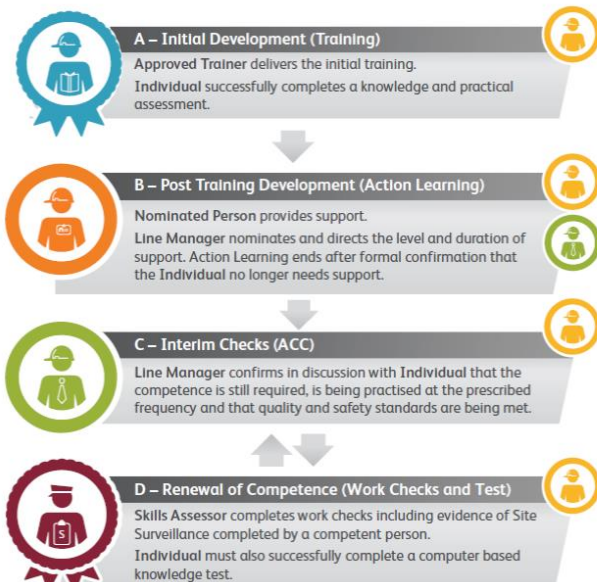 A – Initial Development (Training)
Approved Trainer delivers the initial training.
Individual successfully completes a knowledge and practical
assessment.
B – Post Training Development (Action Learning)
Nominated Person provides support.
Line Manager nominates and directs the level and duration of
support. Action Learning ends after formal confirmation that
the Individual no longer needs support.
C – Interim Checks (ACC)
Line Manager confirms in discussion with Individual that the
competence is still required, is being practised at the prescribed
frequency and that quality and safety standards are being met.
D – Renewal of Competence (Work Checks and Test)
S
Skills Assessor completes work checks including evidence of Site
Surveillance completed by a competent person.
Individual must also successfully complete a computer based
knowledge test.